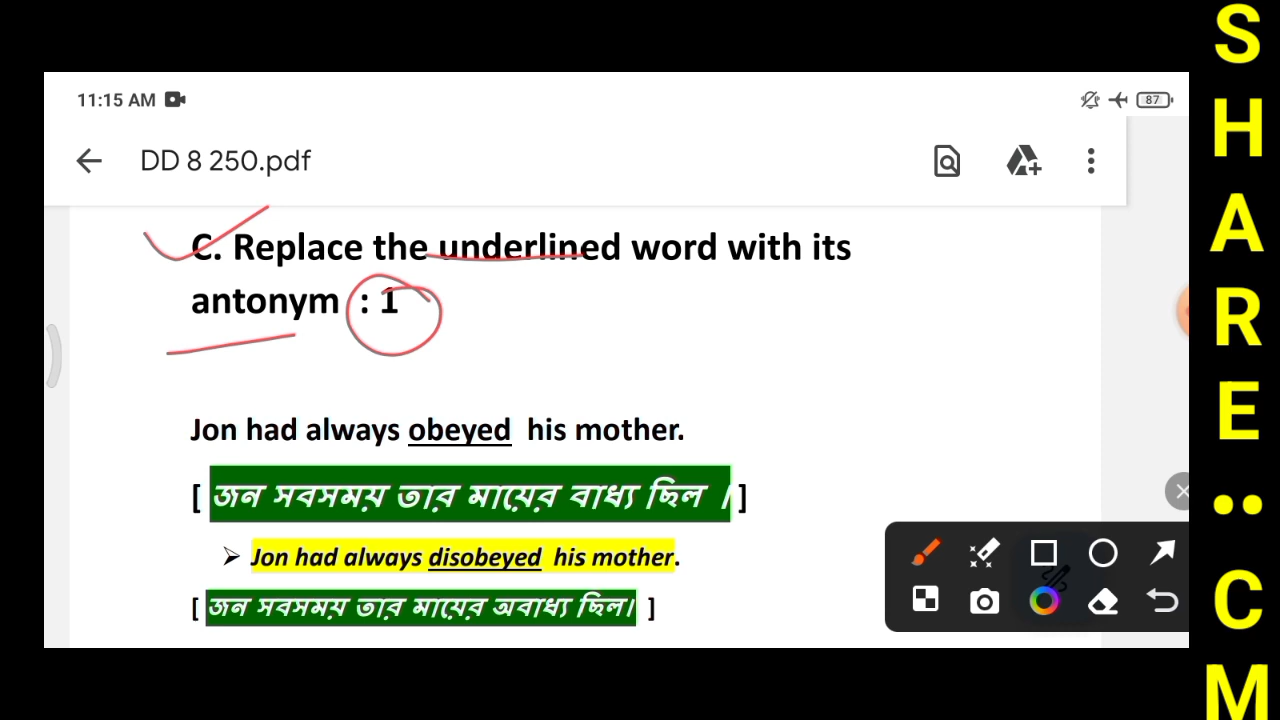 11:15 AM
87
DD 8 250.pdf
C. Replace the underlined word with its
antonym : 1
Jon had always obeyed his mother.
[ জন সবসময় তার মায়ের বাধ্য ছিল । ]
➢ Jon had always disobeyed his mother.
[ জন সবসময় তার মায়ের অবাধ্য ছিল। ]
SHARE..CM